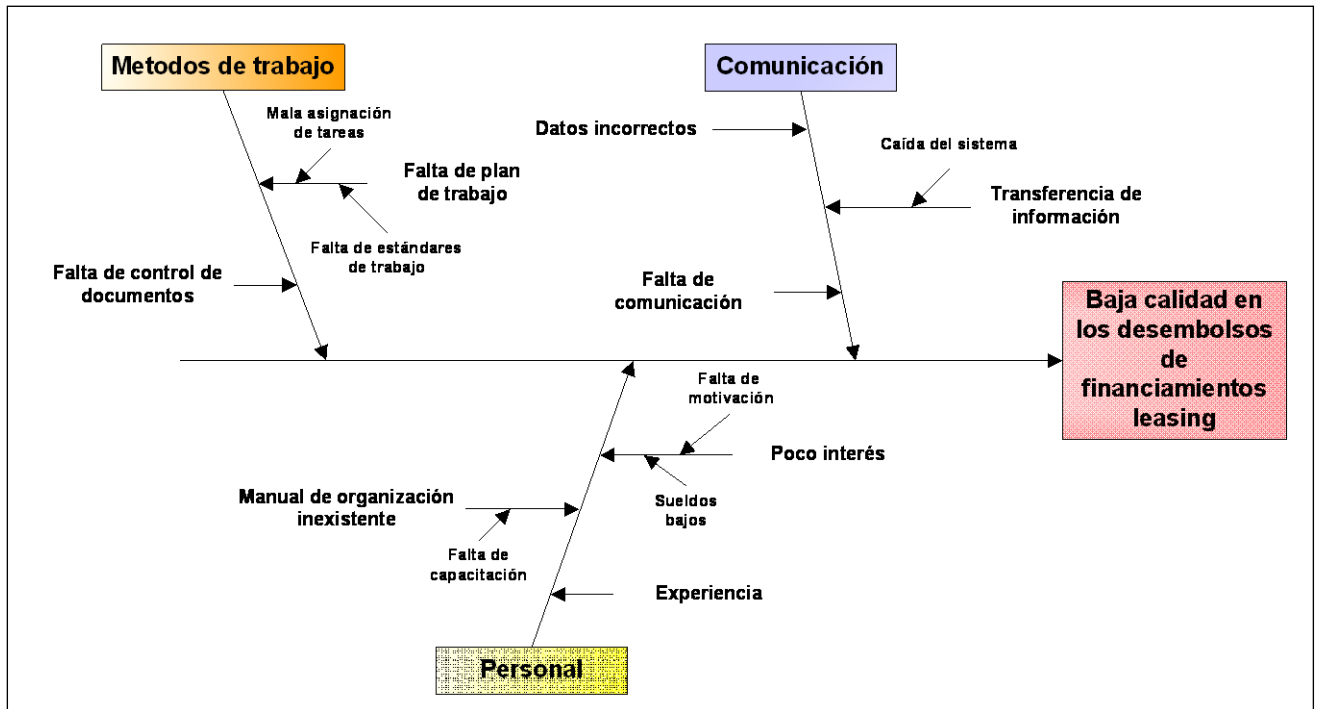 Metodos de trabajo
Comunicación
Mala asignación
de tareas
Datos incorrectos
Caída del sistema
Falta de plan
de trabajo
Transferencia de
información
Falta de estándares
de trabajo
Falta de control de
documentos
Falta de
comunicación
Baja calidad en
los desembolsos
de
financiamientos
leasing
Falta de
motivación
Poco interés
Manual de organización
inexistente
Sueldos
bajos
Falta de
capacitación
Experiencia
Personal